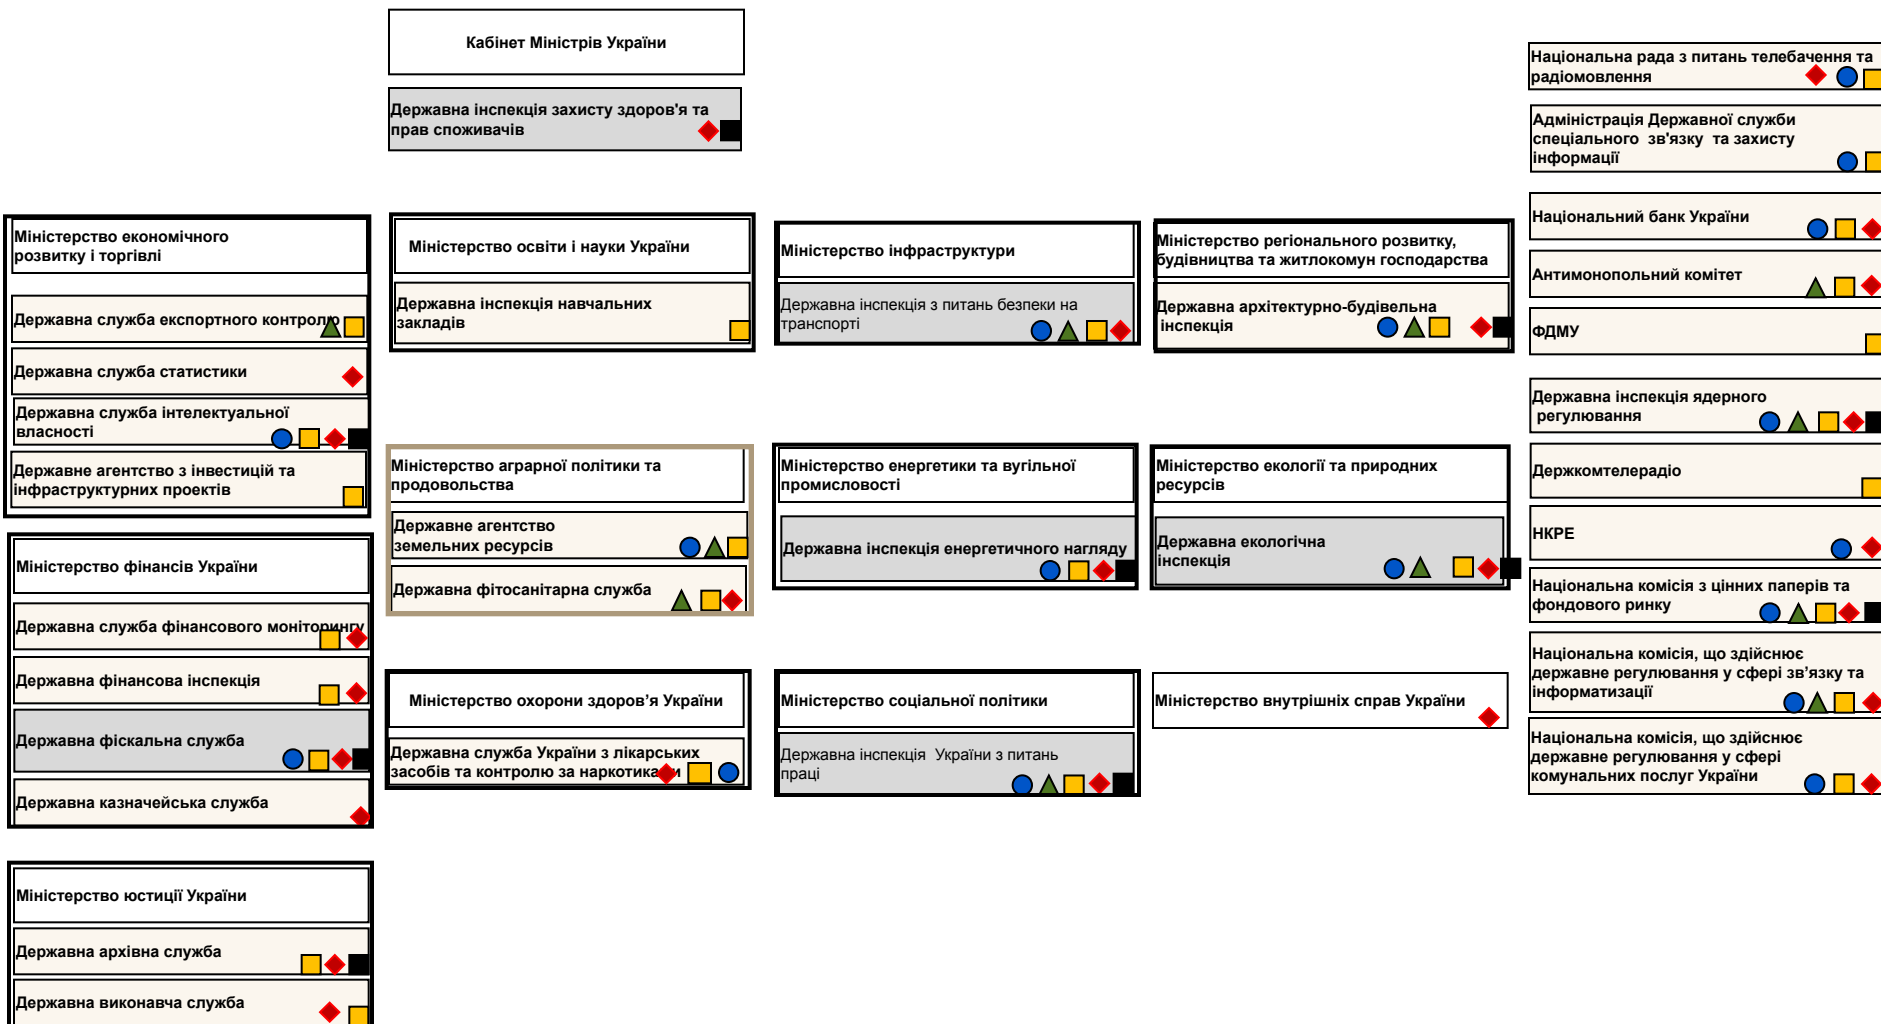 Кабінет Міністрів України
Державна інспекція захисту здоров'я та
прав споживачів
Міністерство економічного
розвитку і торгівлі
Державна служба експортного контролю
Державна служба статистики
Державна служба інтелектуальної
власності
Державне агентство з інвестицій та
інфраструктурних проектів
Міністерство фінансів України
Державна служба фінансового моніторингу
Державна фінансова інспекція
Державна фіскальна служба
Державна казначейська служба
Міністерство юстиції України
Державна архівна служба
Державна виконавча служба
Міністерство освіти і науки України
Державна інспекція навчальних
закладів
Міністерство аграрної політики та
продовольства
Державне агентство
земельних ресурсів
Державна фітосанітарна служба
Міністерство охорони здоров’я України
Державна служба України з лікарських
засобів та контролю за наркотиками
Міністерство інфраструктури
Державна інспекція з питань безпеки на
транспорті
Міністерство енергетики та вугільної
промисловості
Державна інспекція енергетичного нагляду
Міністерство соціальної політики
Державна інспекція України з питань
праці
Міністерство регіонального розвитку,
будівництва та житлокомун господарства
Державна архітектурно-будівельна
інспекція
Міністерство екології та природних
ресурсів
Державна екологічна
інспекція
Міністерство внутрішніх справ України
Національна рада з питань телебачення та
радіомовлення
Адміністрація Державної служби
спеціального зв'язку та захисту
інформації
Національний банк України
Антимонопольний комітет
ФДМУ
Державна інспекція ядерного
регулювання
Держкомтелерадіо
НКРЕ
Національна комісія з цінних паперів та
фондового ринку
Національна комісія, що здійснює
державне регулювання у сфері зв’язку та
інформатизації
Національна комісія, що здійснює
державне регулювання у сфері
комунальних послуг України